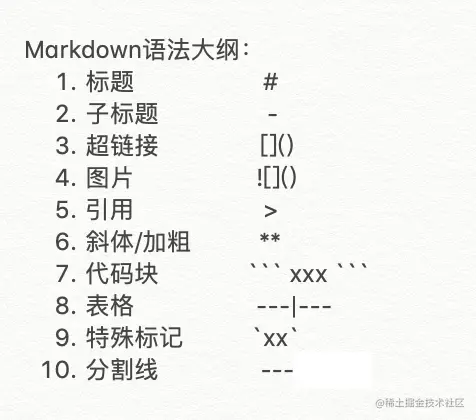 Markdown语法大纲：
1. 标题 #
2. 子标题 -
3. 超链接 []()
4. 图片 ![]()
5. 引用 >
6. 斜体/加粗 **
7. 代码块 ``` xxx ```
8. 表格 ---|---
9. 特殊标记 `xx`
10. 分割线 ---
@稀土掘金技术社区